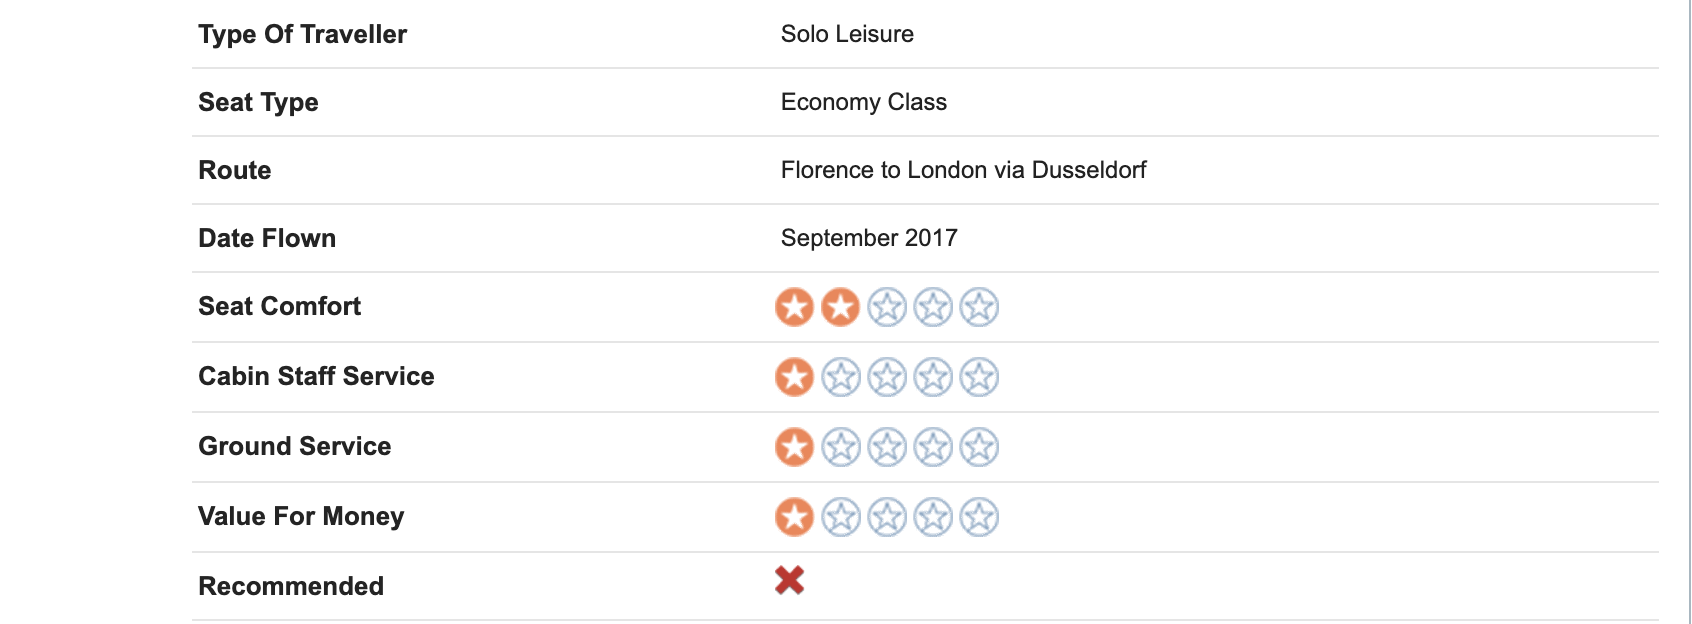 Type Of Traveller Solo Leisure
Seat Type Economy Class
Route Florence to London via Dusseldorf
Date Flown September 2017
Seat Comfort
Cabin Staff Service
Ground Service
Value For Money
Recommended